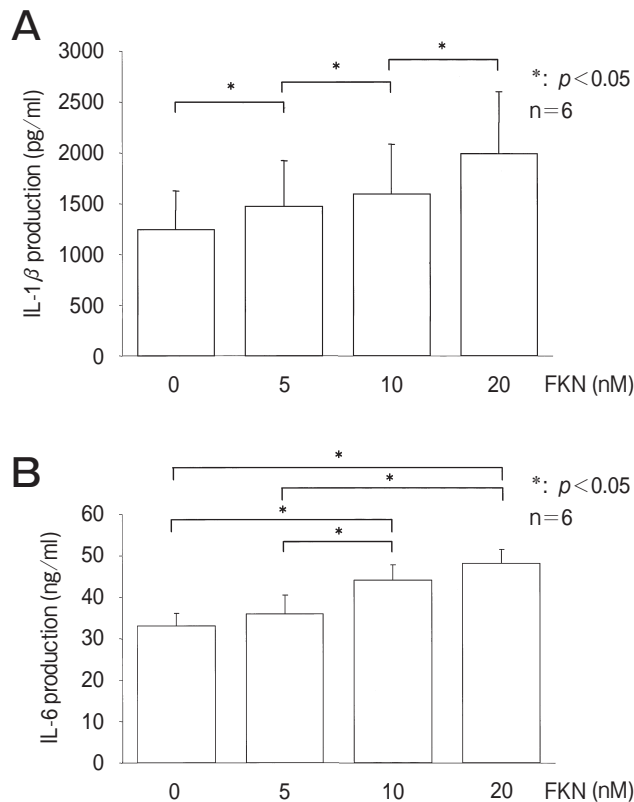 A
IL-1β production (pg/ml)
3000
2500
2000
1500
1000
500
0
*
*
*
*: p<0.05
n=6
0 5 10 20 FKN (nM)
B
IL-6 production (ng/ml)
60
50
40
30
20
10
0
*
*
*
*
*: p<0.05
n=6
0 5 10 20 FKN (nM)